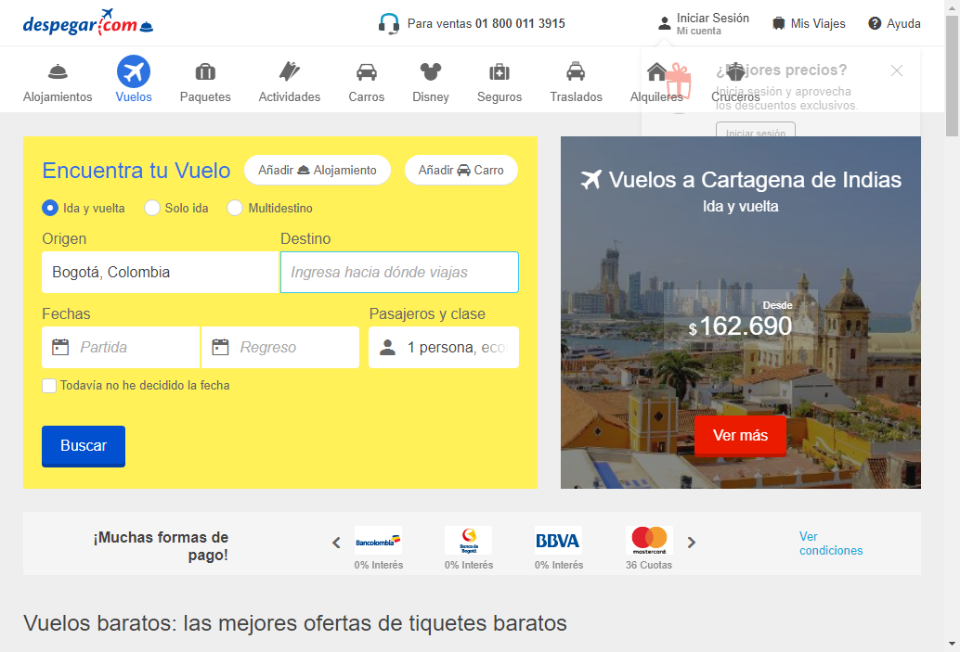 despegar.com
Para ventas 01 800 011 3915
Iniciar Sesión
Mi cuenta
Mis Viajes
Ayuda
Alojamientos
Vuelos
Paquetes
Actividades
Carros
Disney
Seguros
Traslados
Alquileres
Cruceros
¿Mejores precios?
Inicia sesión y aprovecha
los descuentos exclusivos.
Iniciar sesión
Encuentra tu Vuelo
Añadir Alojamiento
Añadir Carro
Ida y vuelta
Solo ida
Multidestino
Origen
Destino
Bogotá, Colombia
Ingresa hacia dónde viajas
Fechas
Pasajeros y clase
Partida
Regreso
1 persona, eco
Todavía no he decidido la fecha
Buscar
Vuelos a Cartagena de Indias
Ida y vuelta
Desde
$ 162.690
Ver más
¡Muchas formas de
pago!
Bancolombia
0% Interés
Banco de
Bogotá
0% Interés
BBVA
0% Interés
mastercard
36 Cuotas
Ver
condiciones
Vuelos baratos: las mejores ofertas de tiquetes baratos